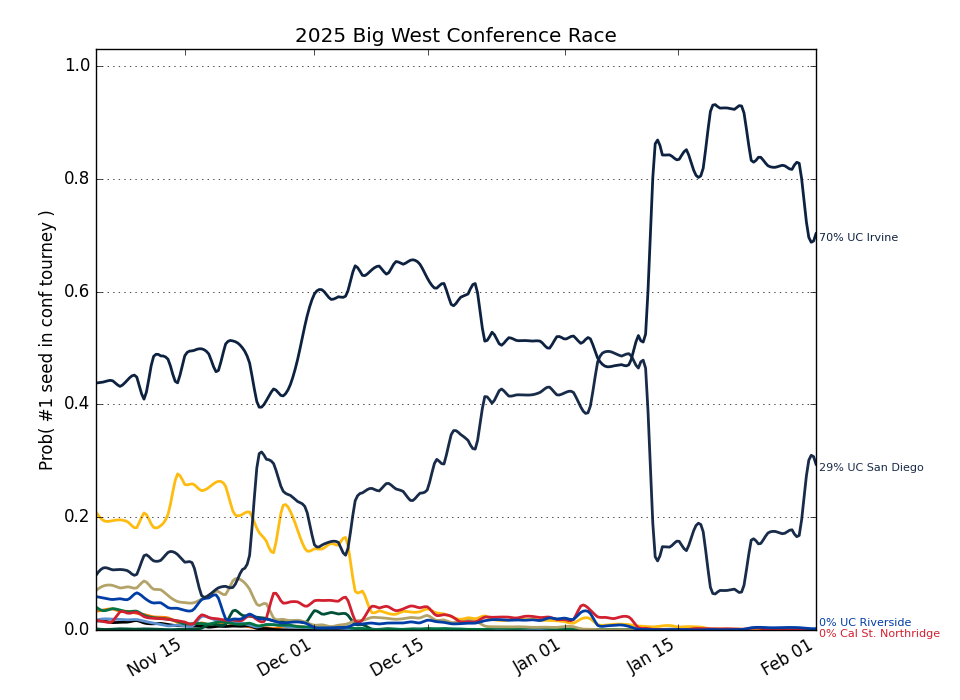 2025 Big West Conference Race
Prob( #1 seed in conf tourney )
1.0
0.8
0.6
0.4
0.2
0.0
70% UC Irvine
29% UC San Diego
0% UC Riverside
0% Cal St. Northridge
Nov 15
Dec 01
Dec 15
Jan 01
Jan 15
Feb 01